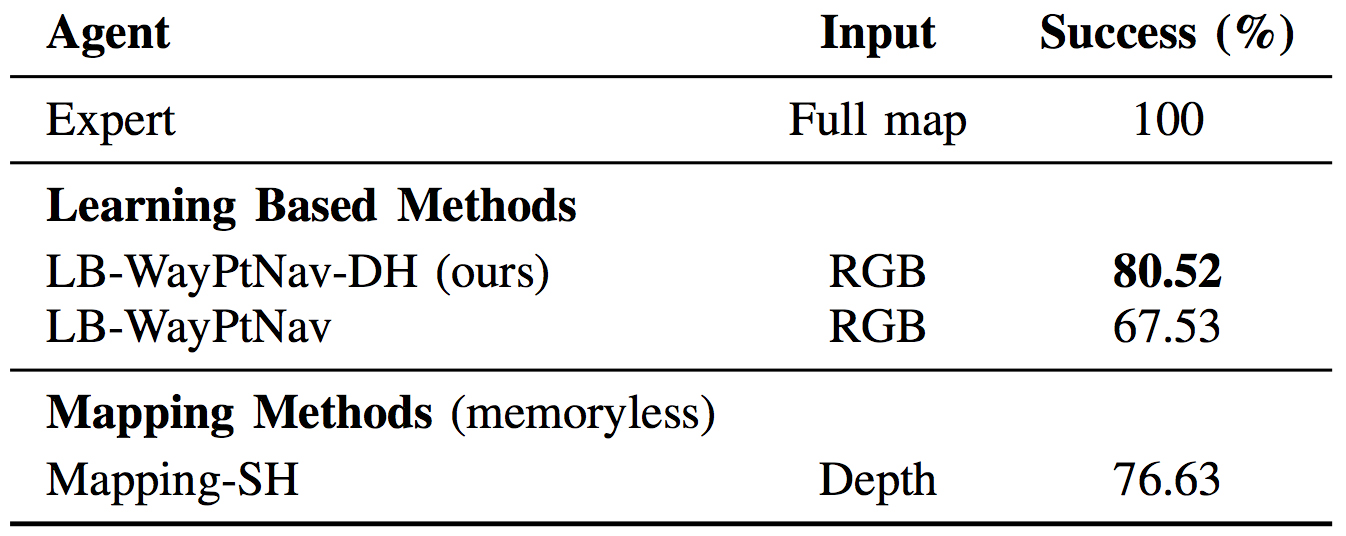 Agent Input Success (%)
Expert Full map 100
Learning Based Methods
LB-WayPtNav-DH (ours) RGB 80.52
LB-WayPtNav RGB 67.53
Mapping Methods (memoryless)
Mapping-SH Depth 76.63